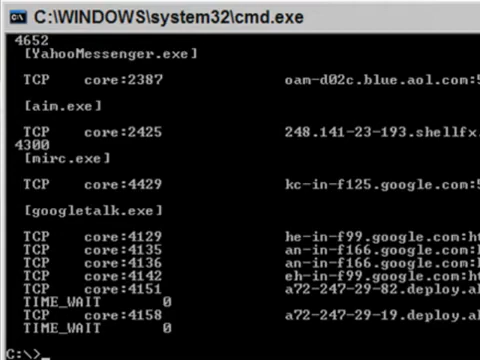 C:\WINDOWS\system32\cmd.exe
4652
[YahooMessenger.exe]
TCP core:2387 oam-d02c.blue.aol.com:5
[aim.exe]
TCP core:2425 248.141-23-193.shellfx.
4300
[mirc.exe]
TCP core:4429 kc-in-f125.google.com:5
[googletalk.exe]
TCP core:4129 he-in-f99.google.com:ht
TCP core:4135 an-in-f166.google.com:h
TCP core:4136 an-in-f166.google.com:h
TCP core:4142 eh-in-f99.google.com:ht
TCP core:4151 a72-247-29-82.deploy.ak
TIME_WAIT 0
TCP core:4158 a72-247-29-19.deploy.ak
TIME_WAIT 0
C:\>_